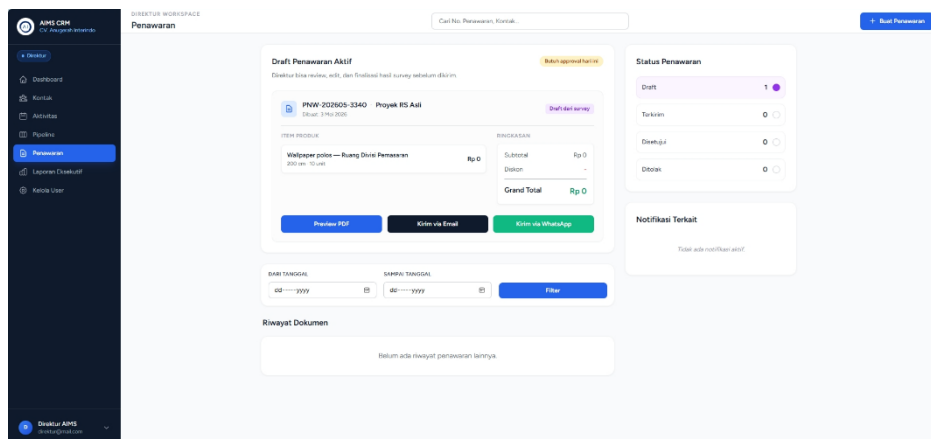 AIMS CRM
CV. Anugerah Interindo
Direktur
Dashboard
Kontak
Aktivitas
Pipeline
Penawaran
Laporan Eksekutif
Kelola User
Direktur AIMS
direktur@mail.com
DIREKTUR WORKSPACE
Penawaran
Cari No. Penawaran, Kontak...
+ Buat Penawaran
Draft Penawaran Aktif
Butuh approval hari ini
Direktur bisa review, edit, dan finalisasi hasil survey sebelum dikirim.
PNW-202605-3340 · Proyek RS Asli
Dibuat: 3 Mei 2026
Draft dari survey
ITEM PRODUK
Wallpaper polos — Ruang Divisi Pemasaran
200 cm · 10 unit
Rp 0
RINGKASAN
Subtotal Rp 0
Diskon -
Grand Total Rp 0
Preview PDF
Kirim via Email
Kirim via WhatsApp
DARI TANGGAL
dd-----yyyy
SAMPAI TANGGAL
dd-----yyyy
Filter
Riwayat Dokumen
Belum ada riwayat penawaran lainnya.
Status Penawaran
Draft 1
Terkirim 0
Disetujui 0
Ditolak 0
Notifikasi Terkait
Tidak ada notifikasi aktif.